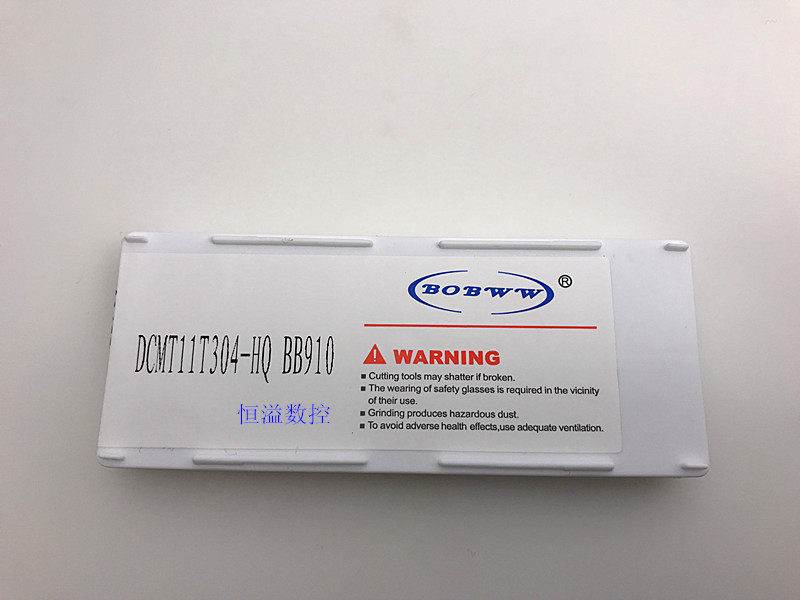 BOBWW®
DCMT11T304-HQ BB910
恒溢数控
WARNING
■ Cutting tools may shatter if broken.
■ The wearing of safety glasses is required in the vicinity
of their use.
■ Grinding produces hazardous dust.
■ To avoid adverse health effects,use adequate ventilation.